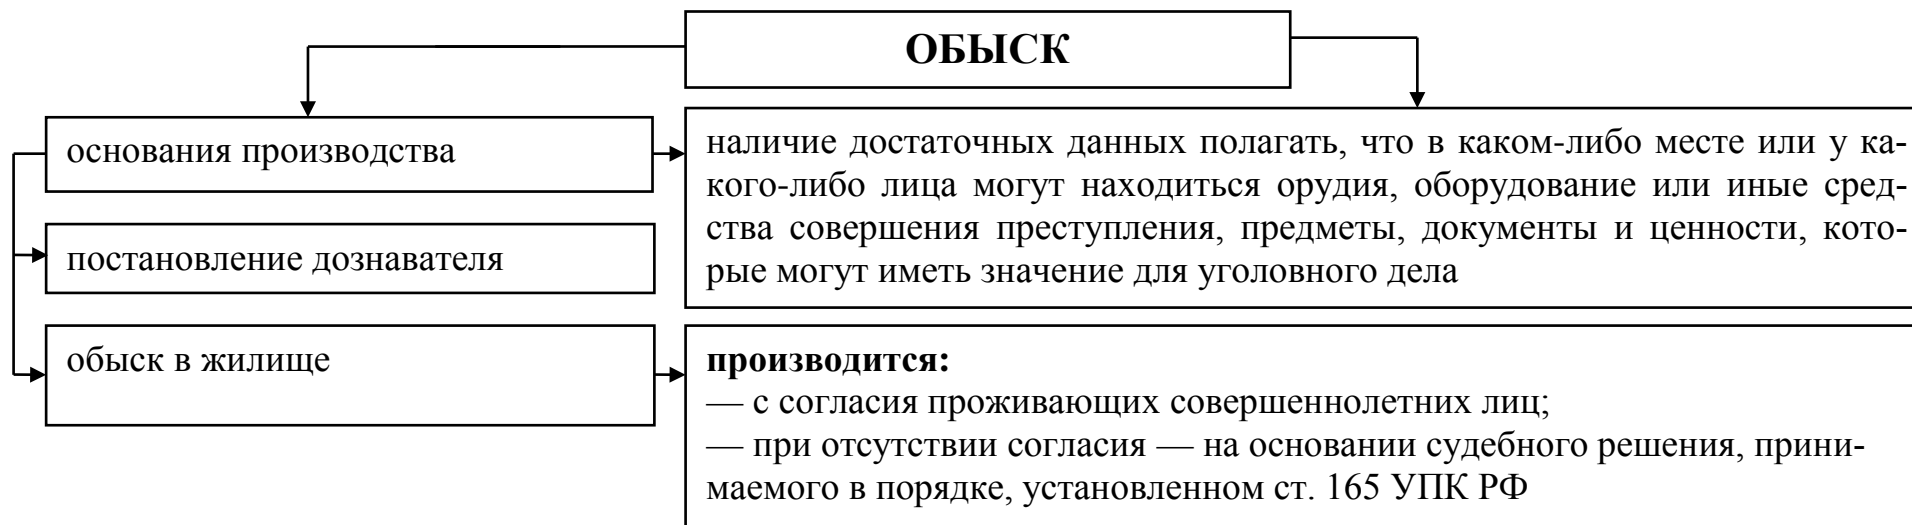 ОБЫСК
основания производства
наличие достаточных данных полагать, что в каком-либо месте или у ка-
кого-либо лица могут находиться орудия, оборудование или иные сред-
ства совершения преступления, предметы, документы и ценности, кото-
рые могут иметь значение для уголовного дела
постановление дознавателя
обыск в жилище
производится:
— с согласия проживающих совершеннолетних лиц;
— при отсутствии согласия — на основании судебного решения, прини-
маемого в порядке, установленном ст. 165 УПК РФ